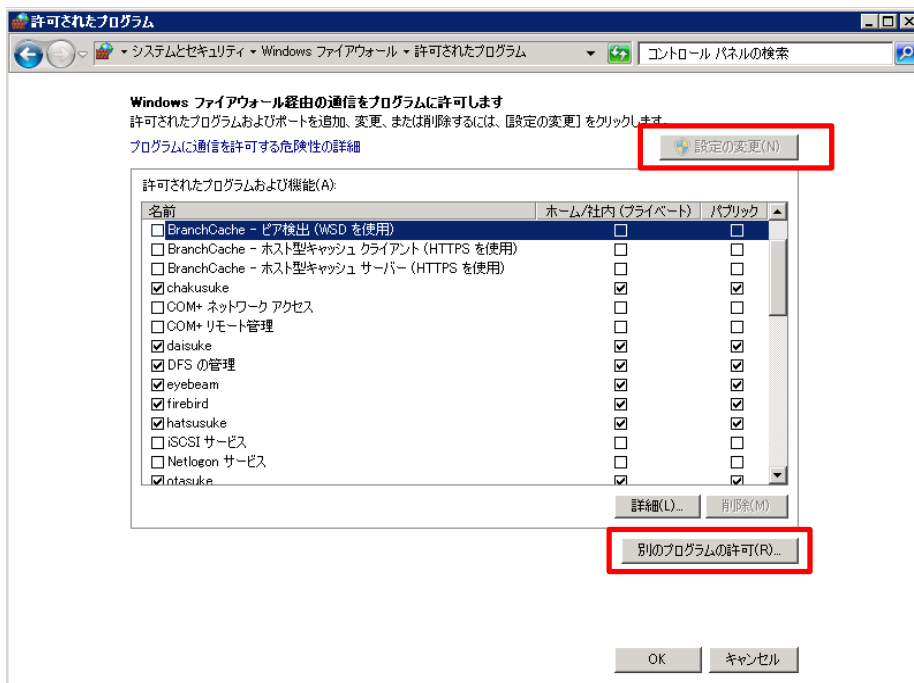 許可されたプログラム
システムとセキュリティ Windows ファイアウォール 許可されたプログラム コントロール パネルの検索
Windows ファイアウォール経由の通信をプログラムに許可します
許可されたプログラムおよびポートを追加、変更、または削除するには、[設定の変更] をクリックします。
プログラムに通信を許可する危険性の詳細 設定の変更(N)
許可されたプログラムおよび機能(A):
名前 ホーム/社内 (プライベート) パブリック
BranchCache - ピア検出 (WSD を使用)
BranchCache - ホスト型キャッシュ クライアント (HTTPS を使用)
BranchCache - ホスト型キャッシュ サーバー (HTTPS を使用)
chakusuke
COM+ ネットワーク アクセス
COM+ リモート管理
daisuke
DFS の管理
eyebeam
firebird
hatsusuke
iSCSI サービス
Netlogon サービス
otasuke
詳細(L)... 削除(M)
別のプログラムの許可(R)...
OK キャンセル